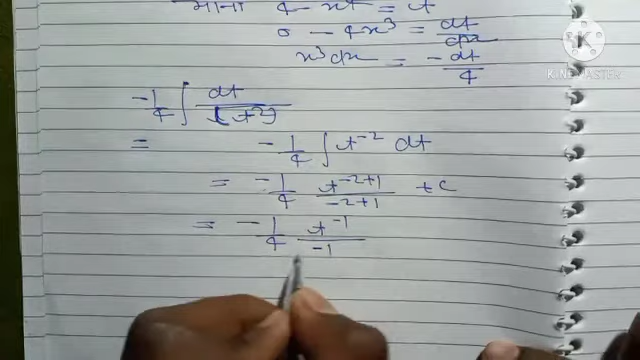 माना 4 - x⁴ = t
0 - 4x³ = dt/dx
x³dx = -dt/4
-1/4 ∫ dt/(t²)
= -1/4 ∫ t⁻² dt
= -1/4 t⁻²⁺¹/-2+1 + c
= -1/4 t⁻¹/-1
K
KINEMASTER